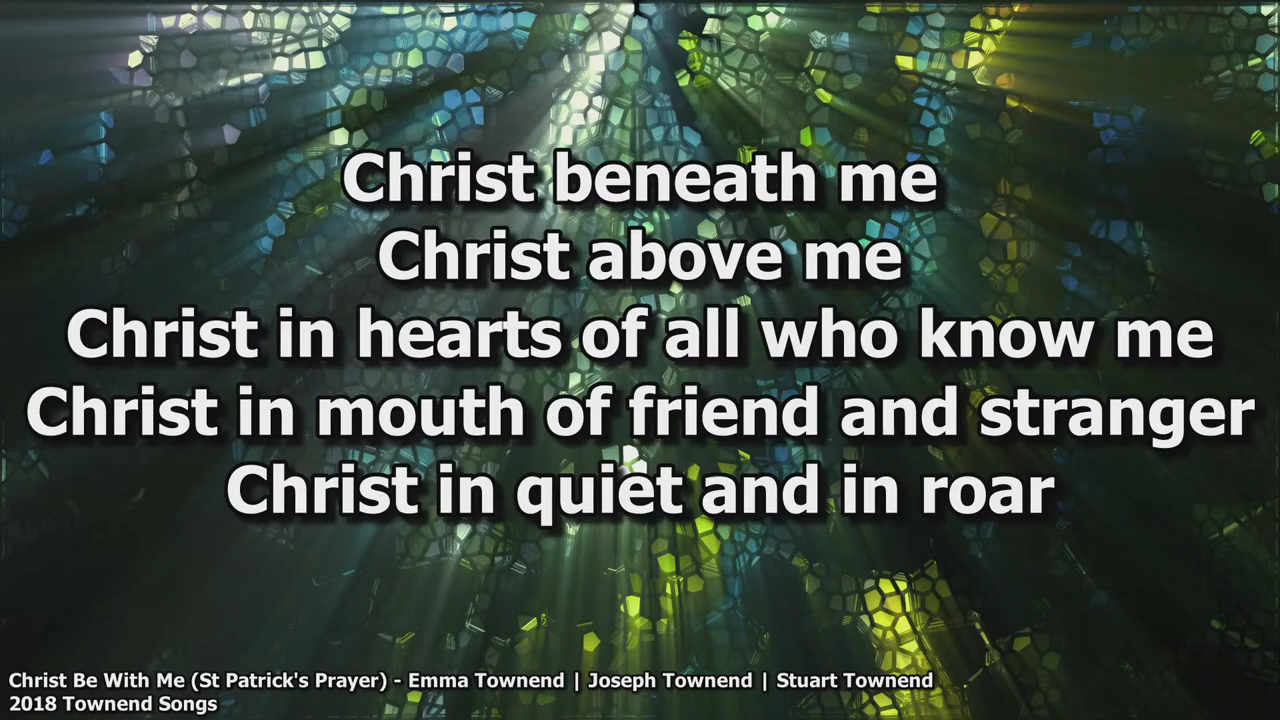 Christ beneath me
Christ above me
Christ in hearts of all who know me
Christ in mouth of friend and stranger
Christ in quiet and in roar
Christ Be With Me (St Patrick's Prayer) - Emma Townend | Joseph Townend | Stuart Townend
2018 Townend Songs